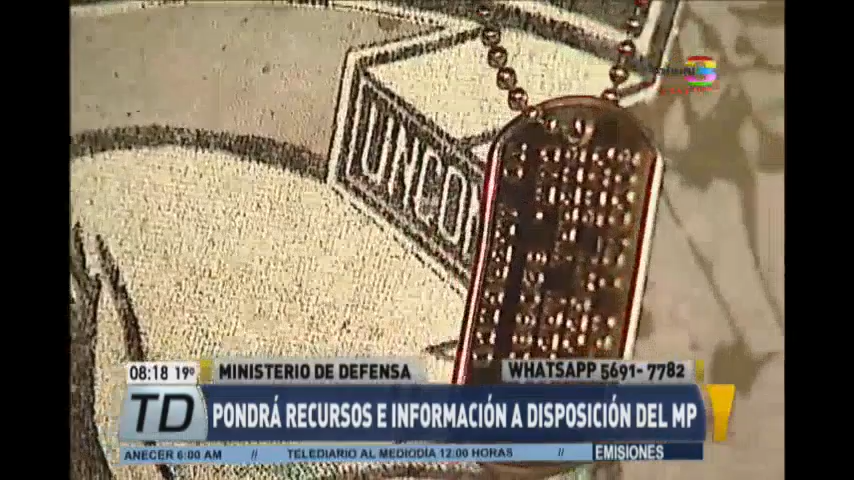 UNCO
08:18 19º
MINISTERIO DE DEFENSA
WHATSAPP 5691-7782
TD
PONDRÁ RECURSOS E INFORMACIÓN A DISPOSICIÓN DEL MP
ANECER 6:00 AM // TELEDIARIO AL MEDIODÍA 12:00 HORAS //
EMISIONES